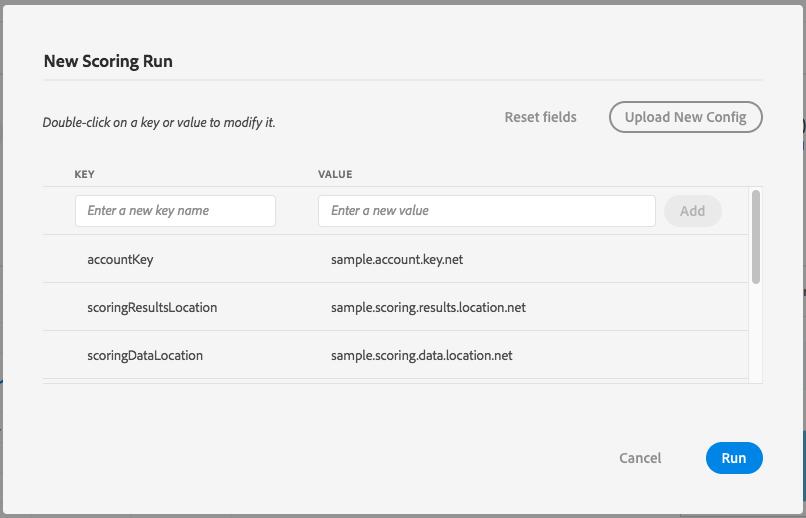 New Scoring Run
Double-click on a key or value to modify it.
Reset fields
Upload New Config
KEY VALUE
Enter a new key name Enter a new value Add
accountKey sample.account.key.net
scoringResultsLocation sample.scoring.results.location.net
scoringDataLocation sample.scoring.data.location.net
Cancel Run